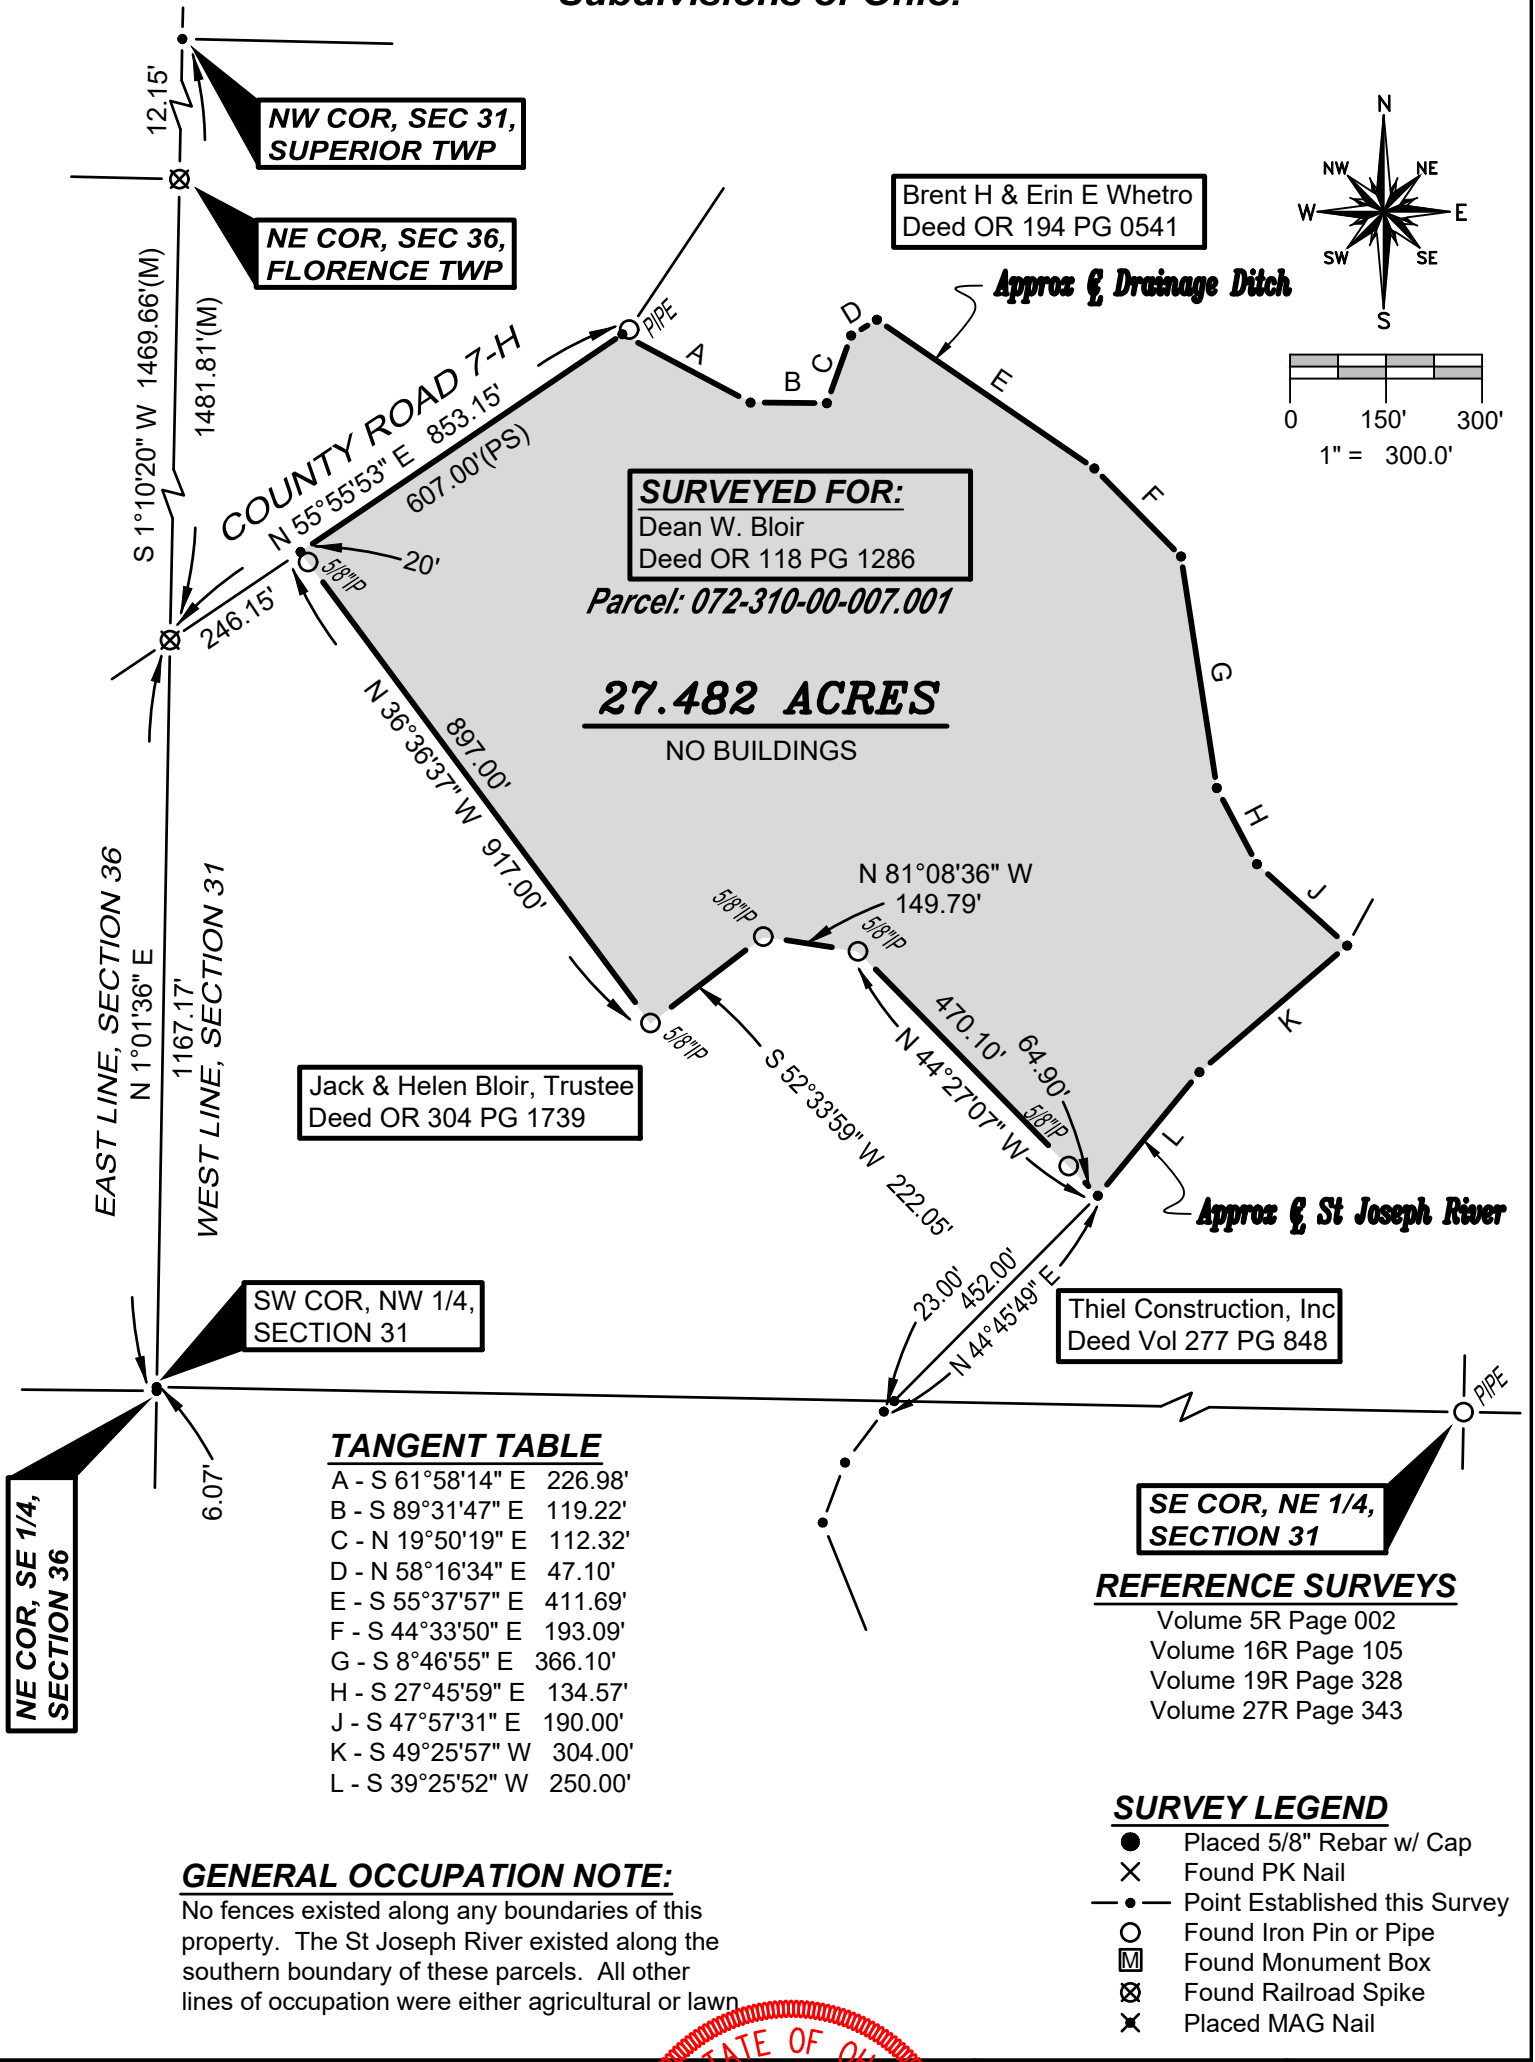 Subdivisions of Ohio.
12.15'
NW COR, SEC 31,
SUPERIOR TWP
NE COR, SEC 36,
FLORENCE TWP
S 1°10'20" W 1469.66'(M)
1481.81'(M)
Brent H & Erin E Whetro
Deed OR 194 PG 0541
Approx ℄ Drainage Ditch
N
NE
E
SE
S
SW
W
NW
0 150' 300'
1" = 300.0'
PIPE
A
B
C
D
E
F
G
H
J
K
L
COUNTY ROAD 7-H
N 55°55'53" E 853.15'
607.00'(PS)
20'
5/8"IP
246.15'
SURVEYED FOR:
Dean W. Bloir
Deed OR 118 PG 1286
Parcel: 072-310-00-007.001
27.482 ACRES
NO BUILDINGS
897.00'
N 36°36'37" W 917.00'
N 81°08'36" W
149.79'
5/8"IP
5/8"IP
5/8"IP
S 52°33'59" W 222.05'
470.10'
N 44°27'07" W
64.90'
5/8"IP
EAST LINE, SECTION 36
N 1°01'36" E
1167.17'
WEST LINE, SECTION 31
Jack & Helen Bloir, Trustee
Deed OR 304 PG 1739
Approx ℄ St Joseph River
23.00'
452.00'
N 44°45'49" E
Thiel Construction, Inc
Deed Vol 277 PG 848
SW COR, NW 1/4,
SECTION 31
PIPE
6.07'
NE COR, SE 1/4,
SECTION 36
SE COR, NE 1/4,
SECTION 31
TANGENT TABLE
A - S 61°58'14" E 226.98'
B - S 89°31'47" E 119.22'
C - N 19°50'19" E 112.32'
D - N 58°16'34" E 47.10'
E - S 55°37'57" E 411.69'
F - S 44°33'50" E 193.09'
G - S 8°46'55" E 366.10'
H - S 27°45'59" E 134.57'
J - S 47°57'31" E 190.00'
K - S 49°25'57" W 304.00'
L - S 39°25'52" W 250.00'
REFERENCE SURVEYS
Volume 5R Page 002
Volume 16R Page 105
Volume 19R Page 328
Volume 27R Page 343
SURVEY LEGEND
Placed 5/8" Rebar w/ Cap
Found PK Nail
Point Established this Survey
Found Iron Pin or Pipe
M Found Monument Box
Found Railroad Spike
Placed MAG Nail
GENERAL OCCUPATION NOTE:
No fences existed along any boundaries of this
property. The St Joseph River existed along the
southern boundary of these parcels. All other
lines of occupation were either agricultural or lawn
OF